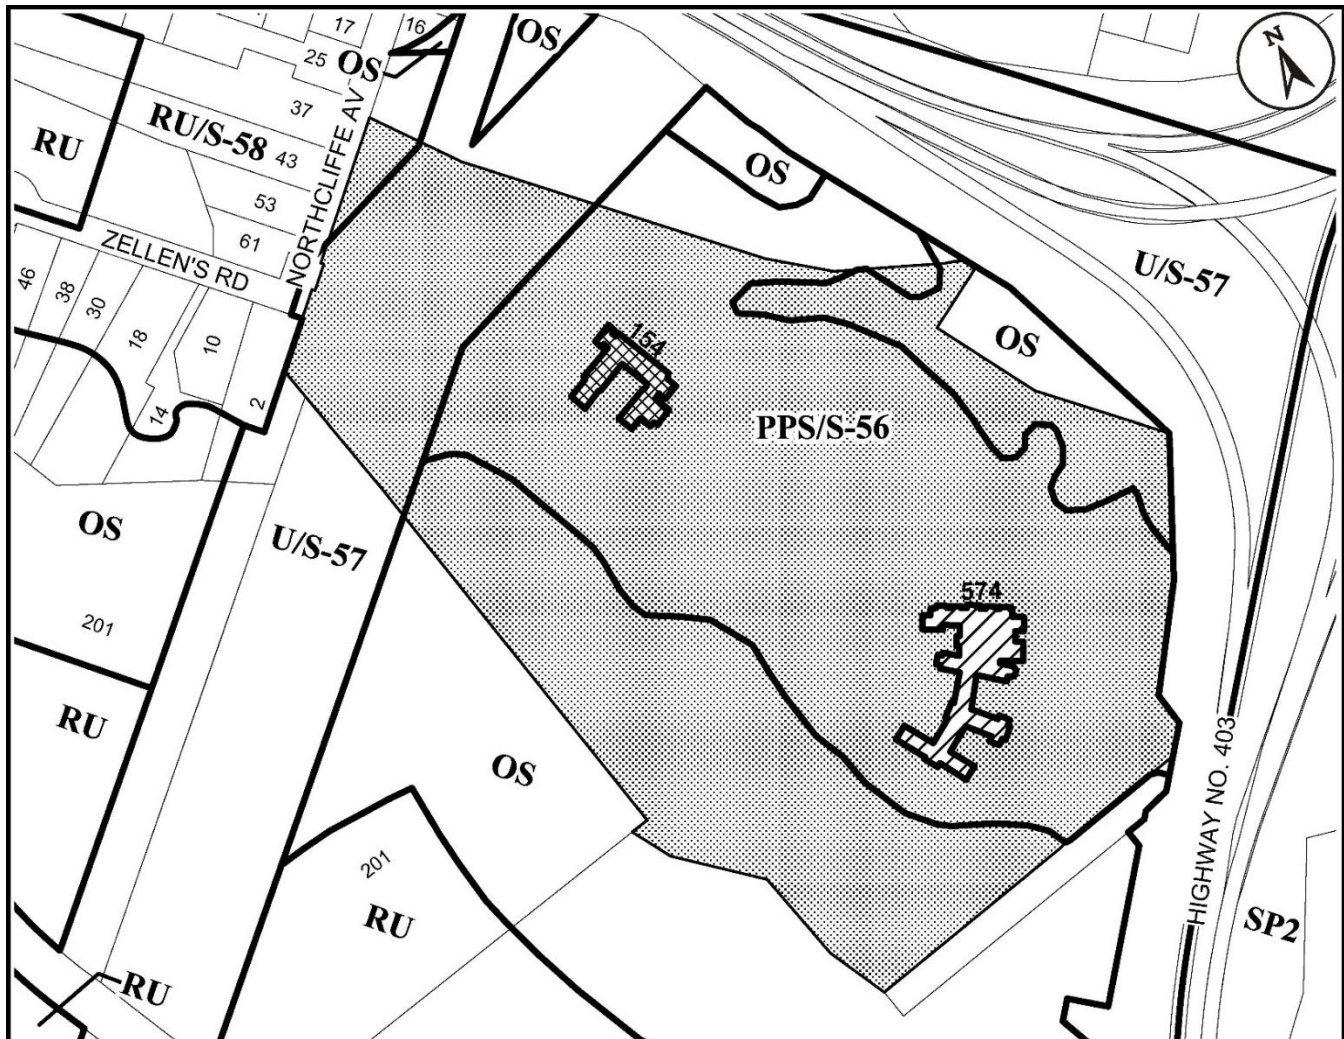 17
16
OS
OS
25
N
37
RU/S-58
RU
43
NORTHCLIFFE AV
OS
53
61
ZELLEN'S RD
U/S-57
46
38
30
18
10
154
OS
14
2
PPS/S-56
OS
U/S-57
574
201
RU
OS
HIGHWAY NO. 403
201
RU
SP2
RU